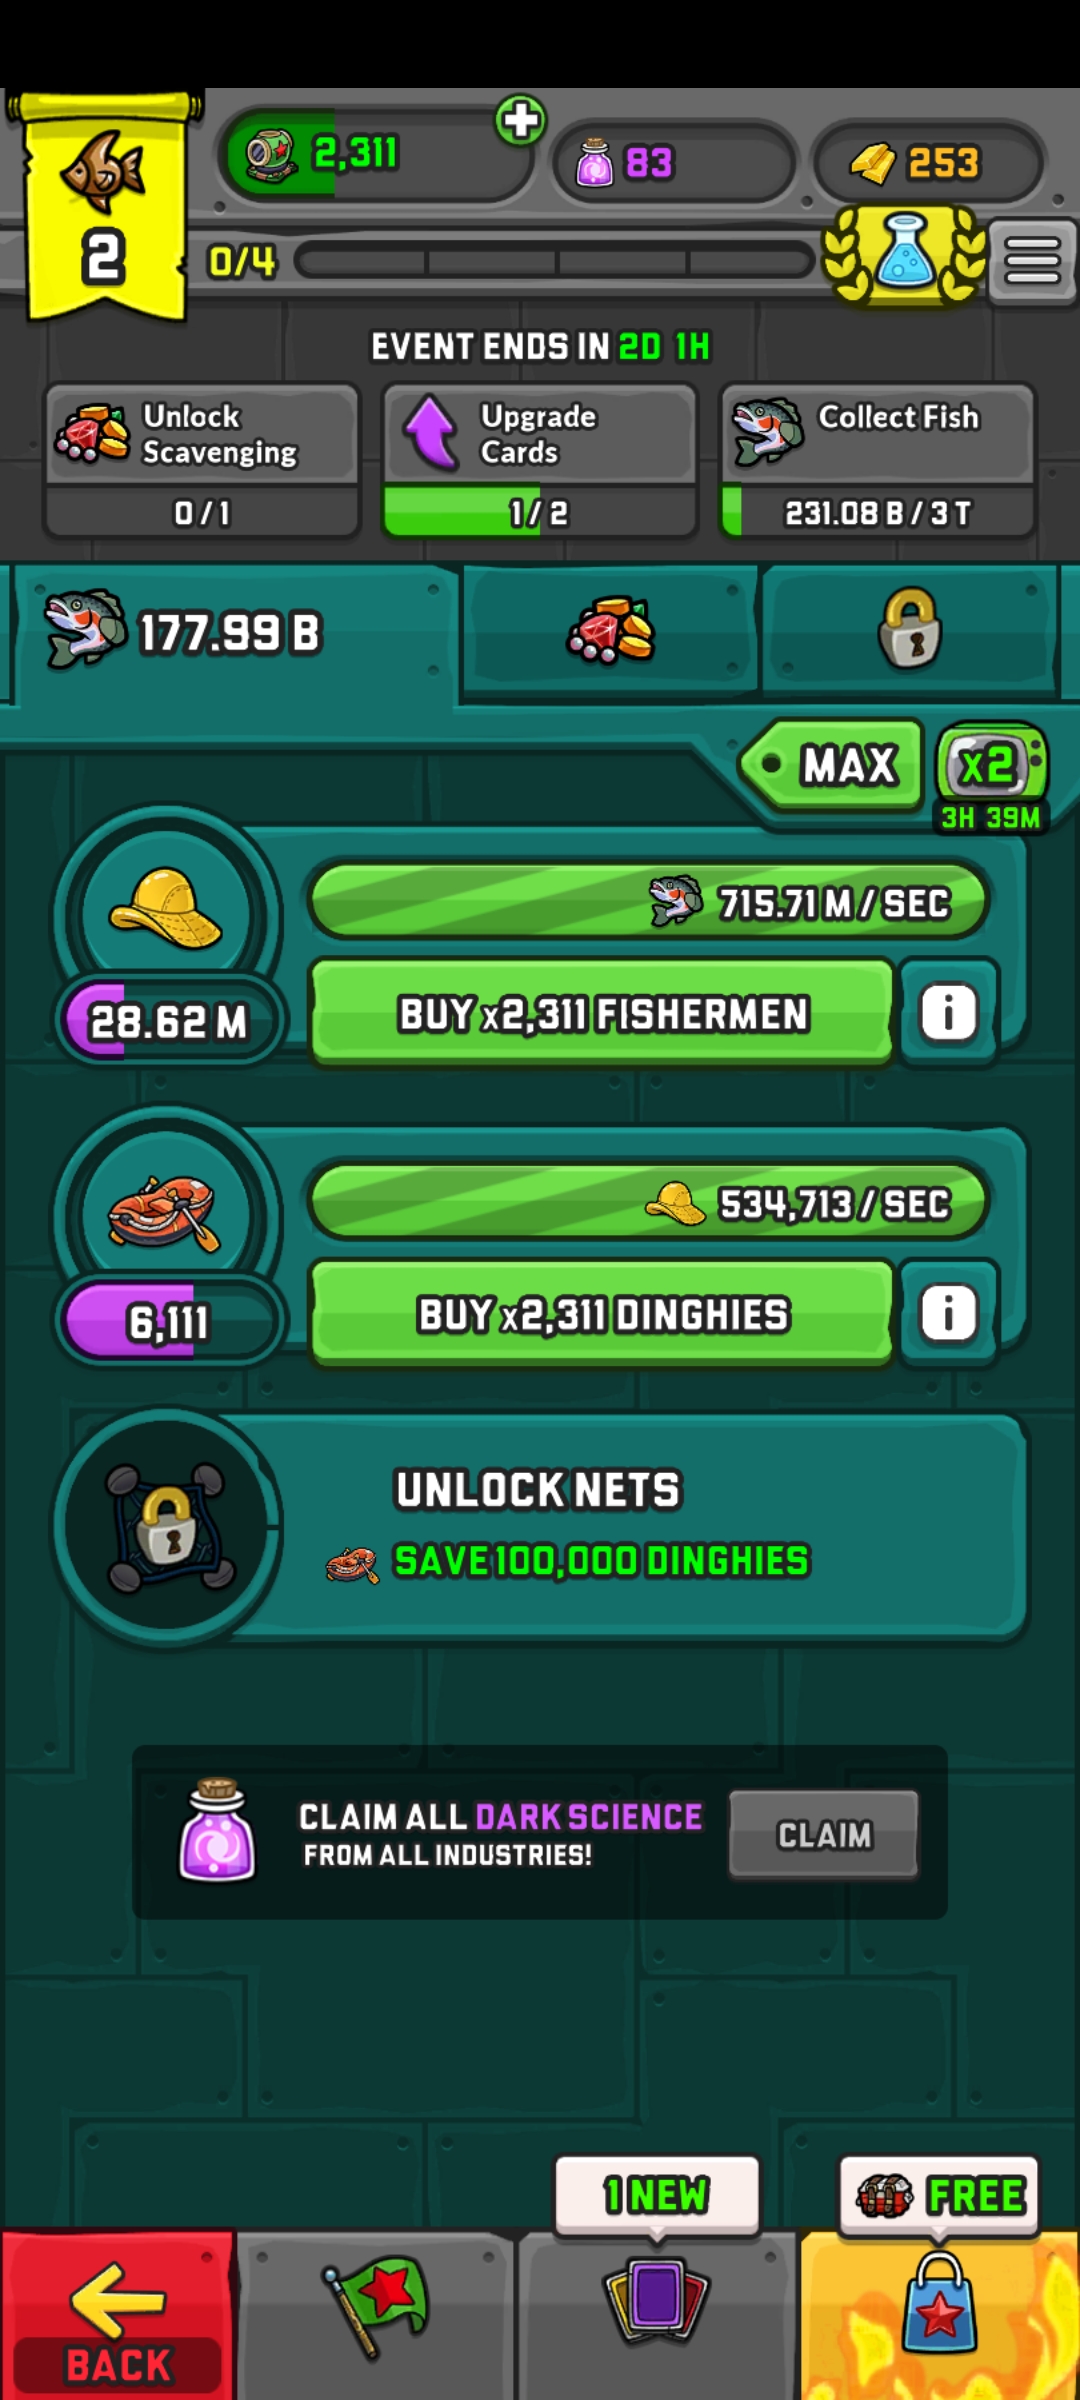 2,311
83
253
2
0/4
EVENT ENDS IN 2D 1H
Unlock
Scavenging
0 / 1
Upgrade
Cards
1 / 2
Collect Fish
231.08 B / 3 T
177.99 B
MAX
x2
3H 39M
715.71 M / SEC
28.62 M
BUY x2,311 FISHERMEN
i
534,713 / SEC
6,111
BUY x2,311 DINGHIES
i
UNLOCK NETS
SAVE 100,000 DINGHIES
CLAIM ALL DARK SCIENCE
FROM ALL INDUSTRIES!
CLAIM
1 NEW
FREE
BACK